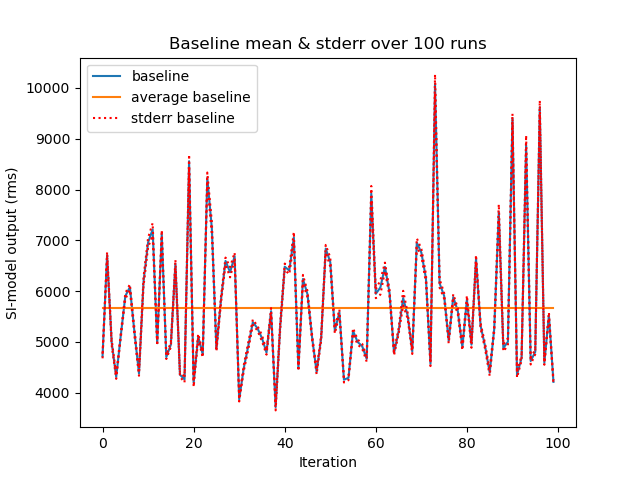 Baseline mean & stderr over 100 runs
baseline
average baseline
stderr baseline
10000
9000
8000
7000
6000
5000
4000
SI-model output (rms)
0
20
40
60
80
100
Iteration